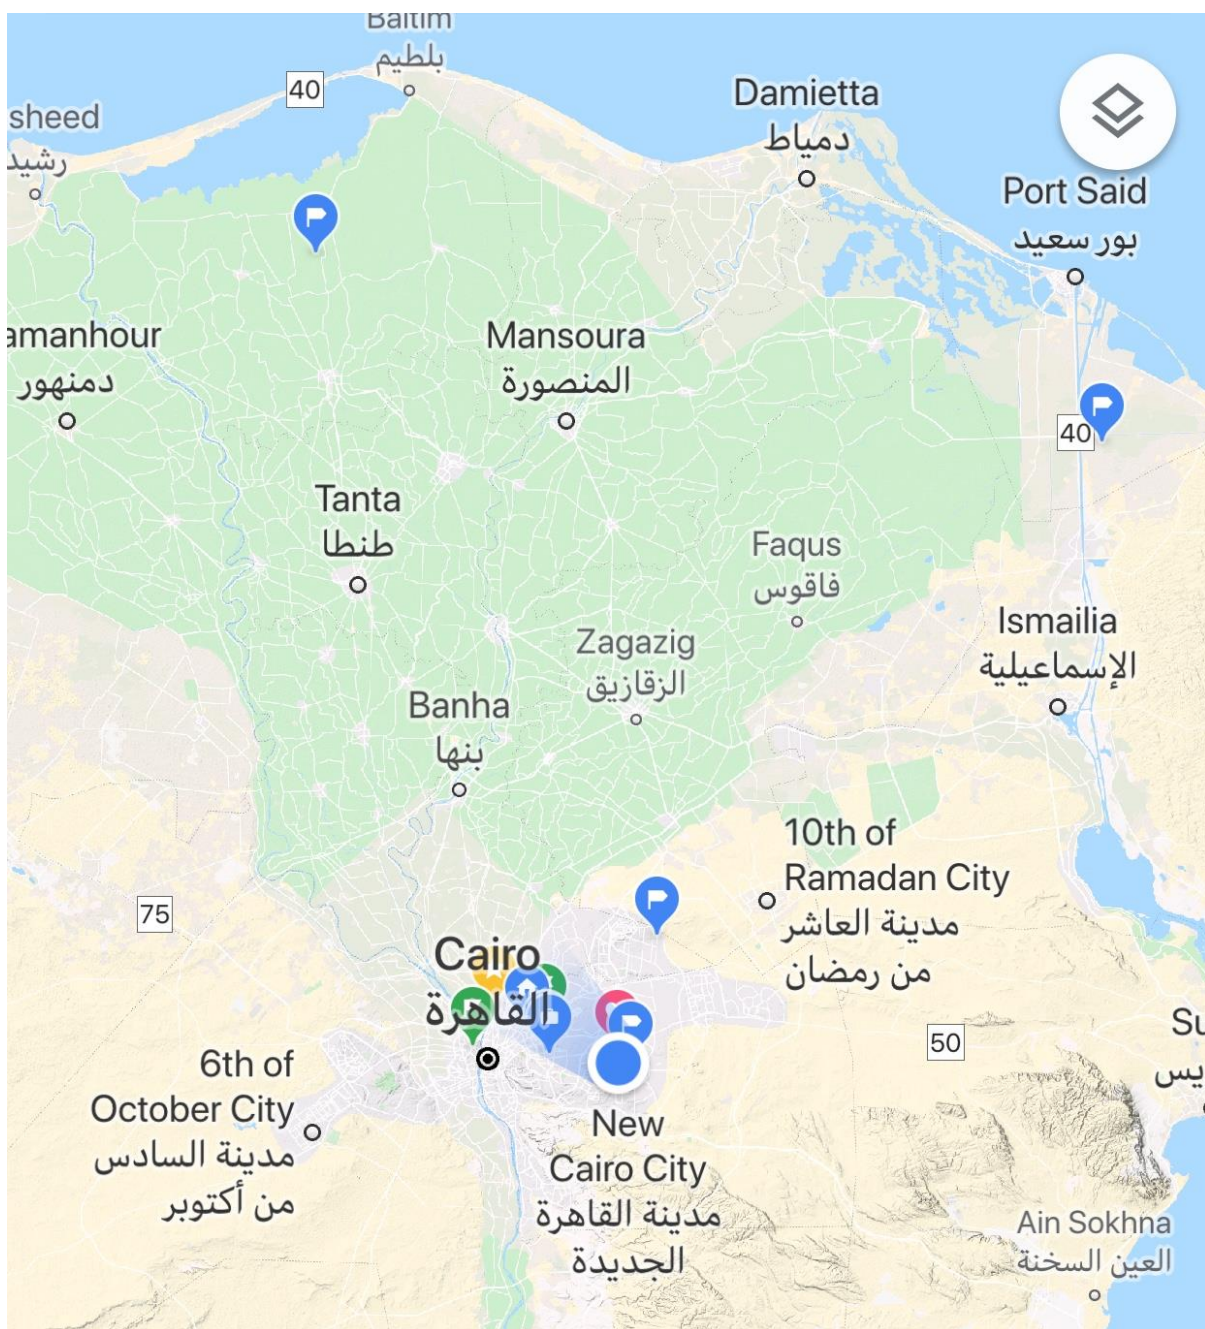 Baltim
بلطيم
40
Damietta
دمياط
sheed
رشيد
Port Said
بور سعيد
amanhour
دمنهور
Mansoura
المنصورة
40
Tanta
طنطا
Faqus
فاقوس
Ismailia
الإسماعيلية
Zagazig
الزقازيق
Banha
بنها
10th of
Ramadan City
مدينة العاشر
من رمضان
75
Cairo
القاهرة
50
Su
يس
6th of
October City
مدينة السادس
من أكتوبر
New
Cairo City
مدينة القاهرة
الجديدة
Ain Sokhna
العين السخنة